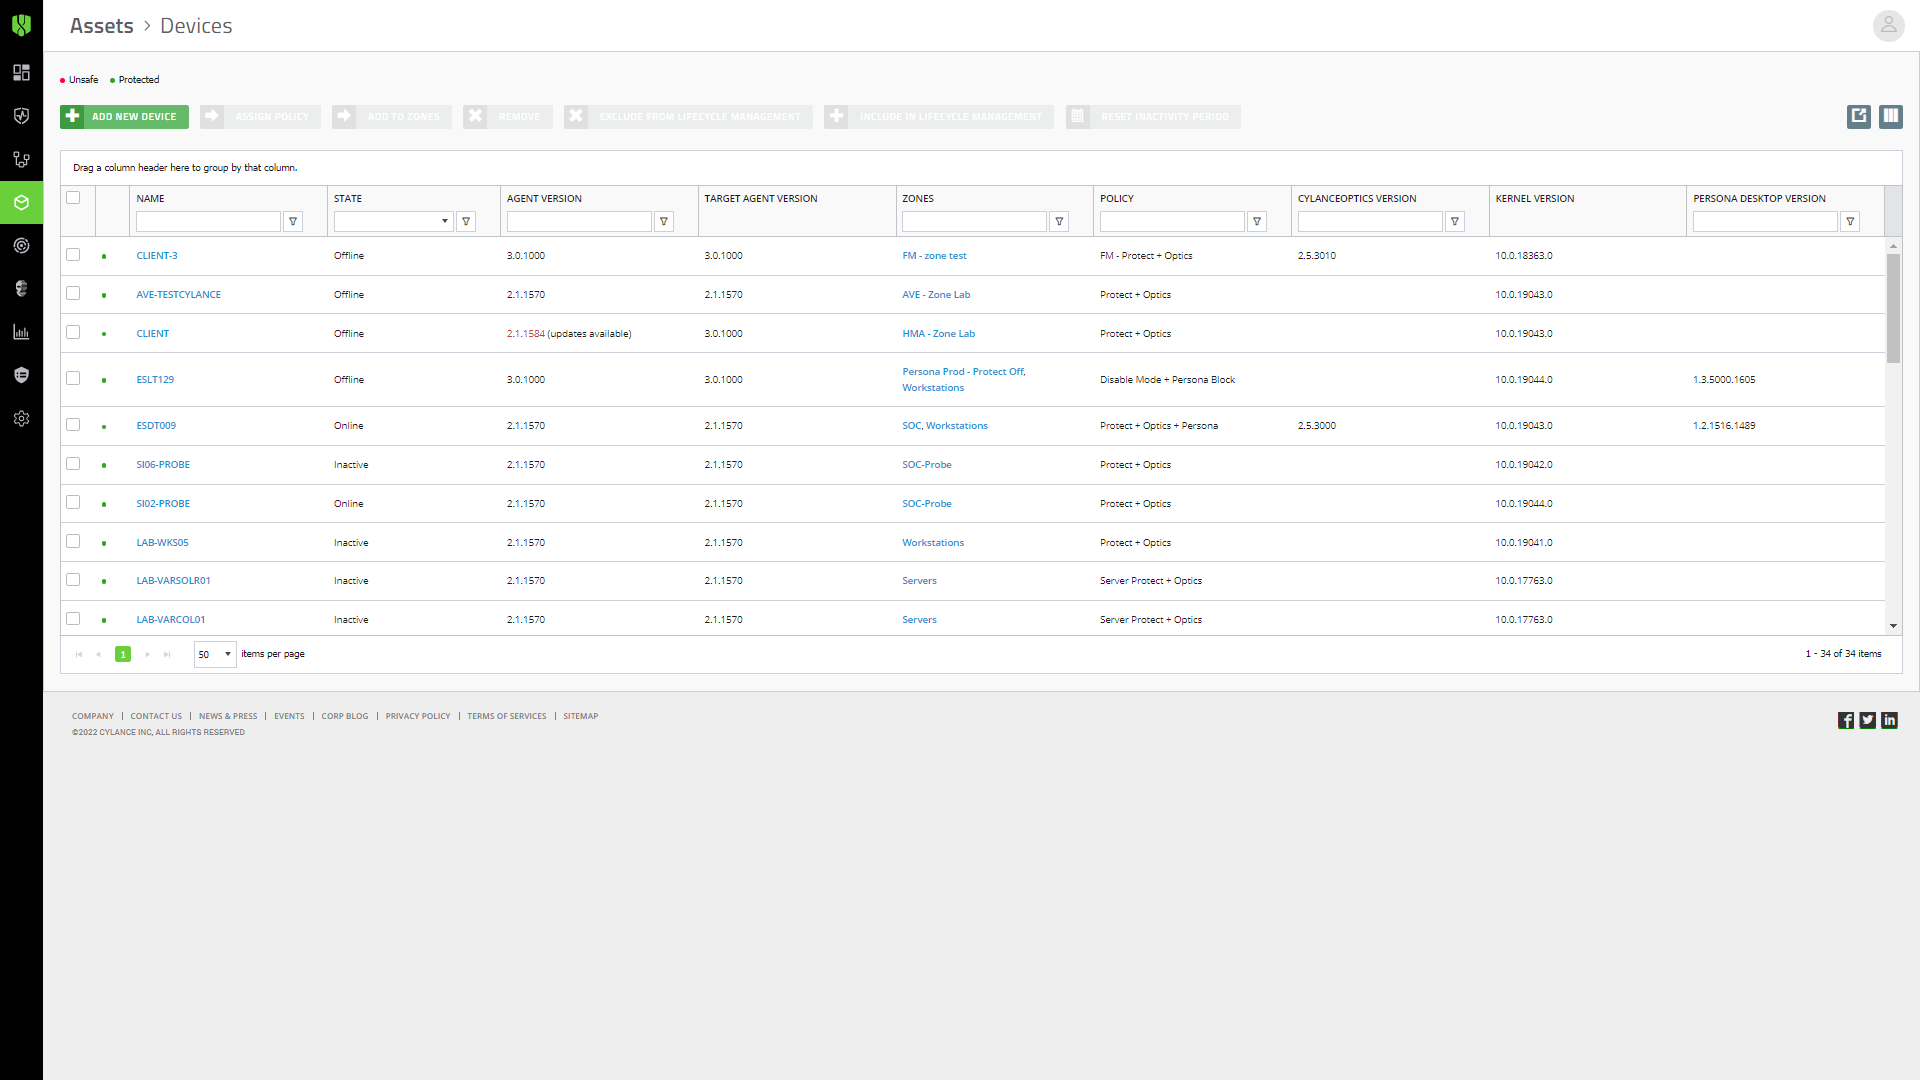 Assets > Devices
Unsafe Protected
ADD NEW DEVICE ASSIGN POLICY ADD TO ZONES REMOVE EXCLUDE FROM LIFECYCLE MANAGEMENT INCLUDE IN LIFECYCLE MANAGEMENT RESET INACTIVITY PERIOD
Drag a column header here to group by that column.
NAME STATE AGENT VERSION TARGET AGENT VERSION ZONES POLICY CYLANCEOPTICS VERSION KERNEL VERSION PERSONA DESKTOP VERSION
CLIENT-3 Offline 3.0.1000 3.0.1000 FM - zone test FM - Protect + Optics 2.5.3010 10.0.18363.0
AVE-TESTCYLANCE Offline 2.1.1570 2.1.1570 AVE - Zone Lab Protect + Optics 10.0.19043.0
CLIENT Offline 2.1.1584 (updates available) 3.0.1000 HMA - Zone Lab Protect + Optics 10.0.19043.0
ESLT129 Offline 3.0.1000 3.0.1000 Persona Prod - Protect Off, Workstations Disable Mode + Persona Block 10.0.19044.0 1.3.5000.1605
ESDT009 Online 2.1.1570 2.1.1570 SOC, Workstations Protect + Optics + Persona 2.5.3000 10.0.19043.0 1.2.1516.1489
SI06-PROBE Inactive 2.1.1570 2.1.1570 SOC-Probe Protect + Optics 10.0.19042.0
SI02-PROBE Online 2.1.1570 2.1.1570 SOC-Probe Protect + Optics 10.0.19044.0
LAB-WKS05 Inactive 2.1.1570 2.1.1570 Workstations Protect + Optics 10.0.19041.0
LAB-VARSOLR01 Inactive 2.1.1570 2.1.1570 Servers Server Protect + Optics 10.0.17763.0
LAB-VARCOL01 Inactive 2.1.1570 2.1.1570 Servers Server Protect + Optics 10.0.17763.0
1 50 items per page 1 - 34 of 34 items
COMPANY | CONTACT US | NEWS & PRESS | EVENTS | CORP BLOG | PRIVACY POLICY | TERMS OF SERVICES | SITEMAP
©2022 CYLANCE INC, ALL RIGHTS RESERVED